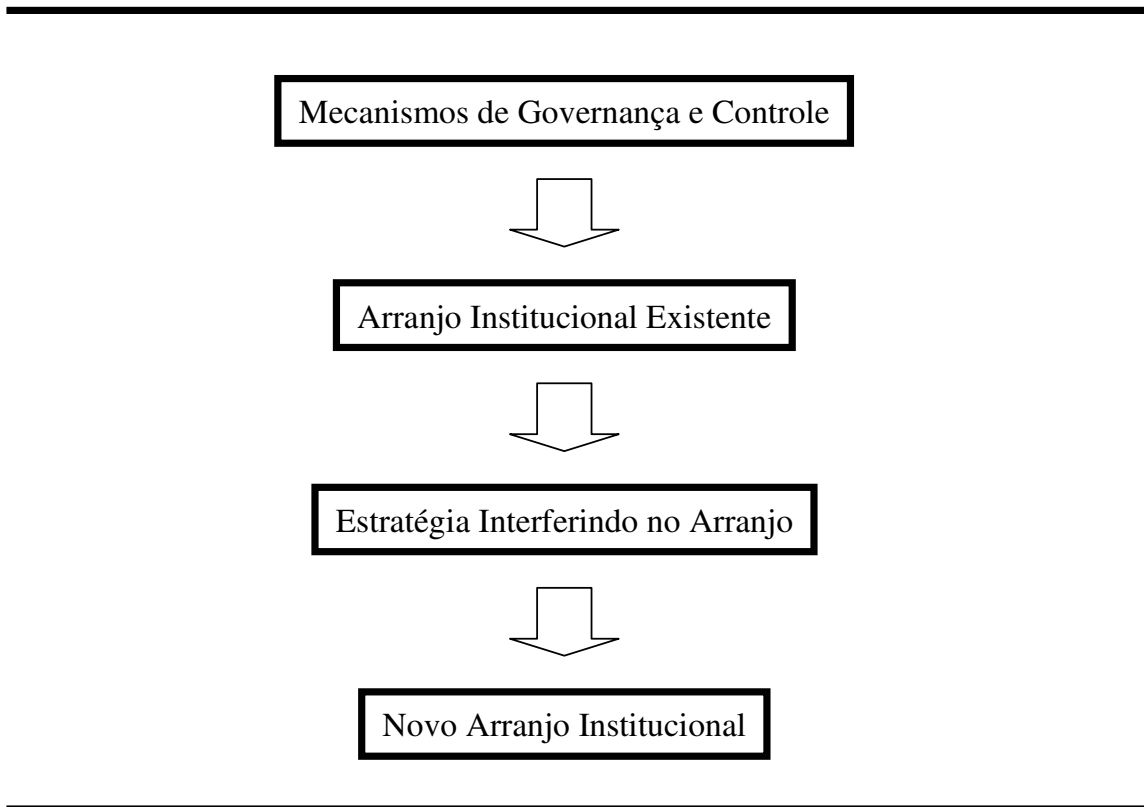 Mecanismos de Governança e Controle
Arranjo Institucional Existente
Estratégia Interferindo no Arranjo
Novo Arranjo Institucional